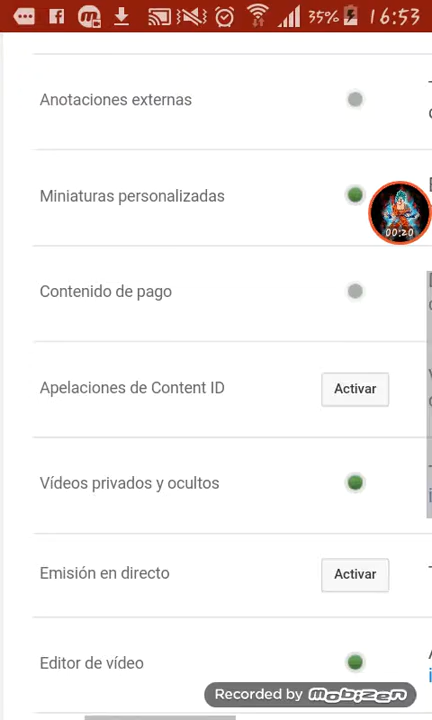 35% 16:53
Anotaciones externas
Miniaturas personalizadas
00:20
Contenido de pago
Apelaciones de Content ID
Activar
Vídeos privados y ocultos
Emisión en directo
Activar
Editor de vídeo
Recorded by Mobizen